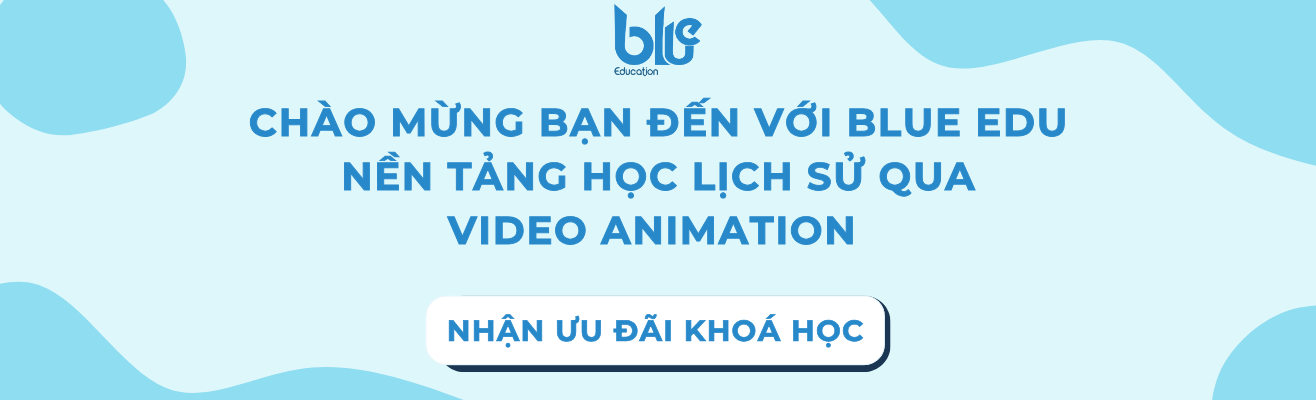 blue
Education
CHÀO MỪNG BẠN ĐẾN VỚI BLUE EDU
NỀN TẢNG HỌC LỊCH SỬ QUA
VIDEO ANIMATION
NHẬN ƯU ĐÃI KHOÁ HỌC